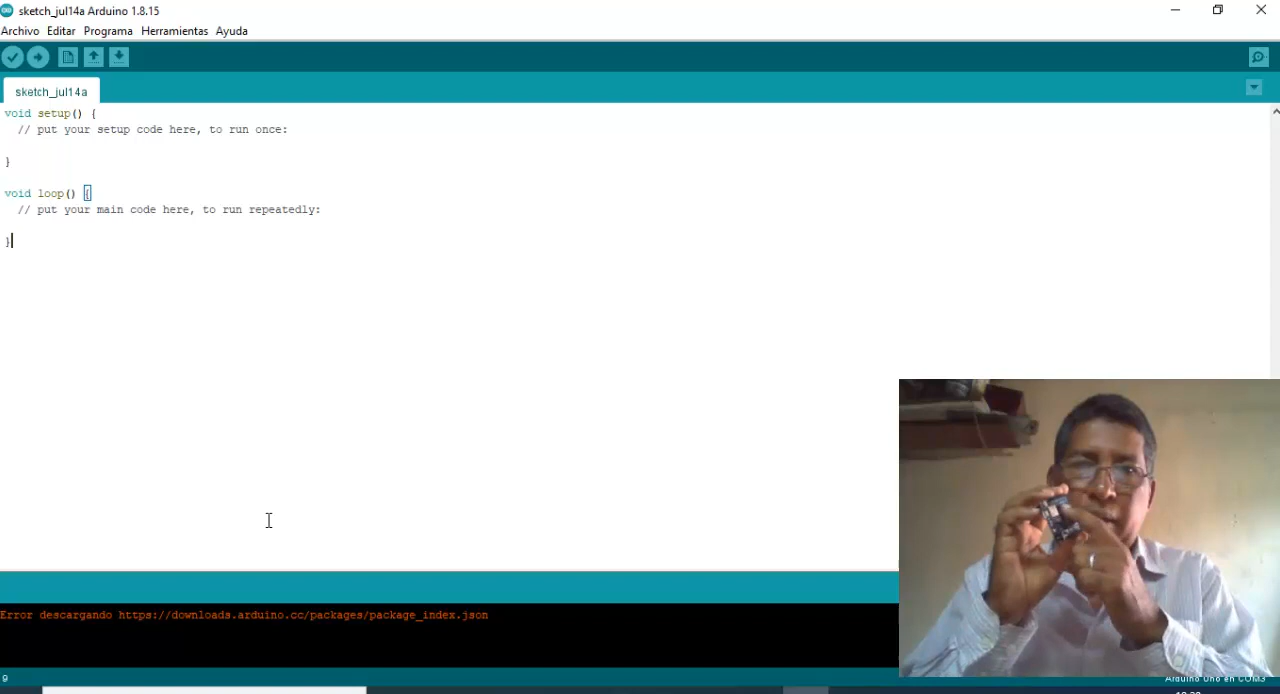 sketch_jul14a Arduino 1.8.15
Archivo Editar Programa Herramientas Ayuda
sketch_jul14a
void setup() {
// put your setup code here, to run once:
}
void loop() {
// put your main code here, to run repeatedly:
}
Error descargando https://downloads.arduino.cc/packages/package_index.json
9
Arduino Uno en COM3